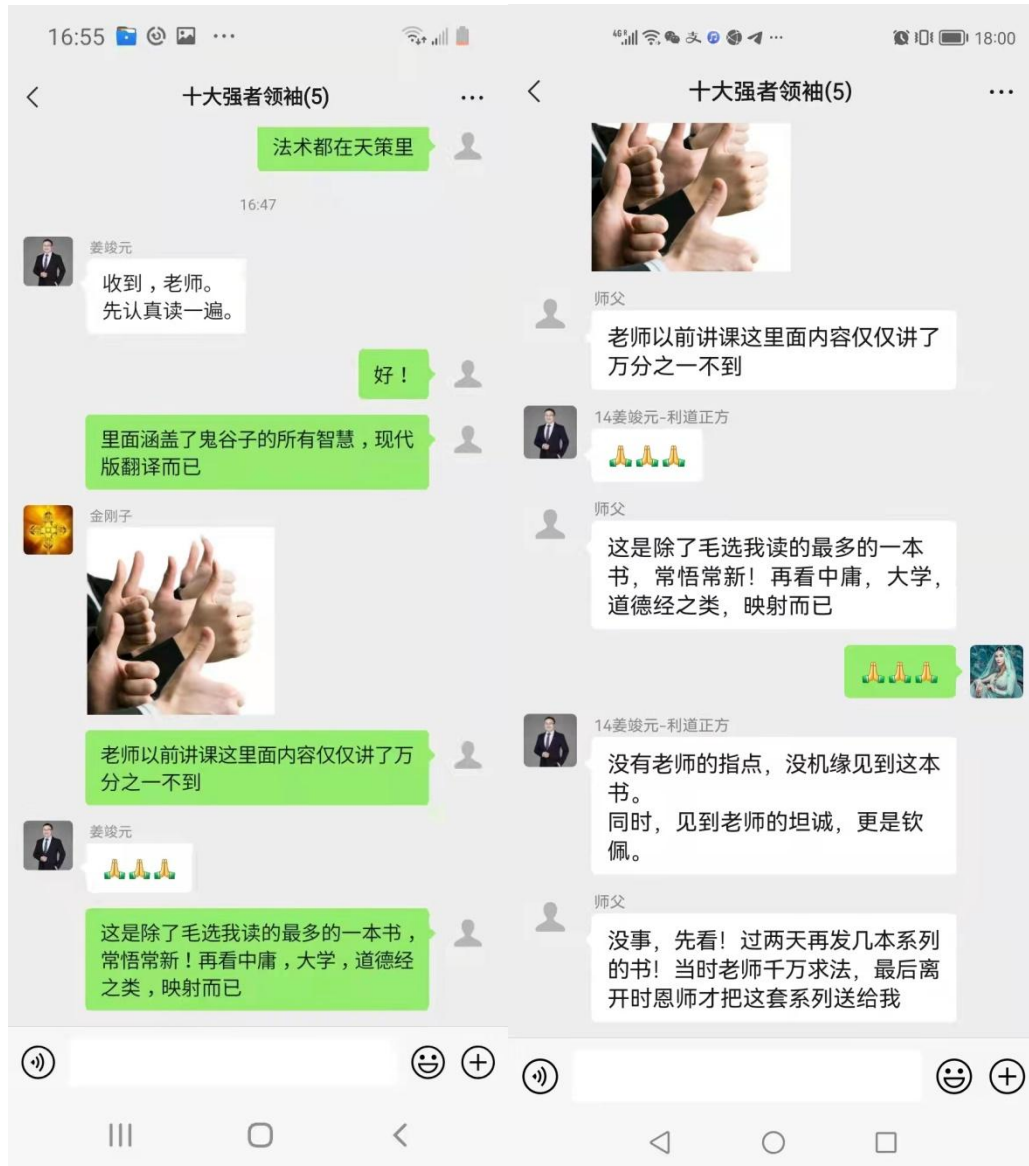 16:55
十大强者领袖(5)
法术都在天策里
16:47
姜竣元
收到，老师。
先认真读一遍。
好！
里面涵盖了鬼谷子的所有智慧，现代
版翻译而已
金刚子
老师以前讲课这里面内容仅仅讲了万
分之一不到
姜竣元
这是除了毛选我读的最多的一本书，
常悟常新！再看中庸，大学，道德经
之类，映射而已
18:00
十大强者领袖(5)
师父
老师以前讲课这里面内容仅仅讲了
万分之一不到
14姜竣元-利道正方
师父
这是除了毛选我读的最多的一本
书，常悟常新！再看中庸，大学，
道德经之类，映射而已
14姜竣元-利道正方
没有老师的指点，没机缘见到这本
书。
同时，见到老师的坦诚，更是钦
佩。
师父
没事，先看！过两天再发几本系列
的书！当时老师千万求法，最后离
开时恩师才把这套系列送给我